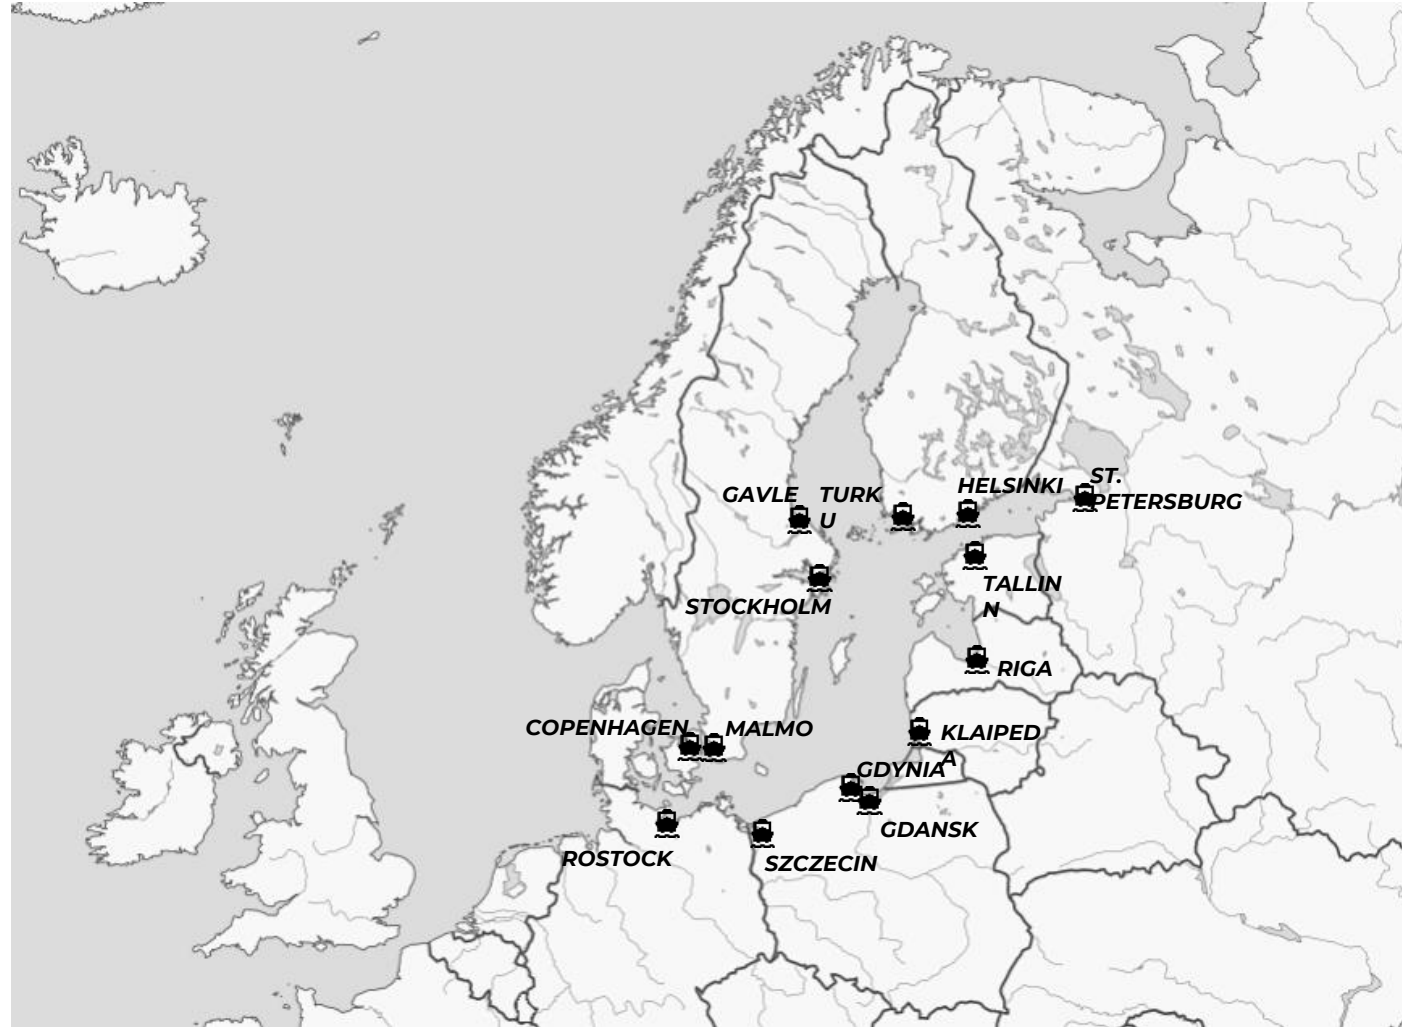 ST.
PETERSBURG
HELSINKI
GAVLE
TURK
U
TALLIN
N
STOCKHOLM
RIGA
COPENHAGEN
MALMO
KLAIPED
A
GDYNIA
GDANSK
ROSTOCK
SZCZECIN